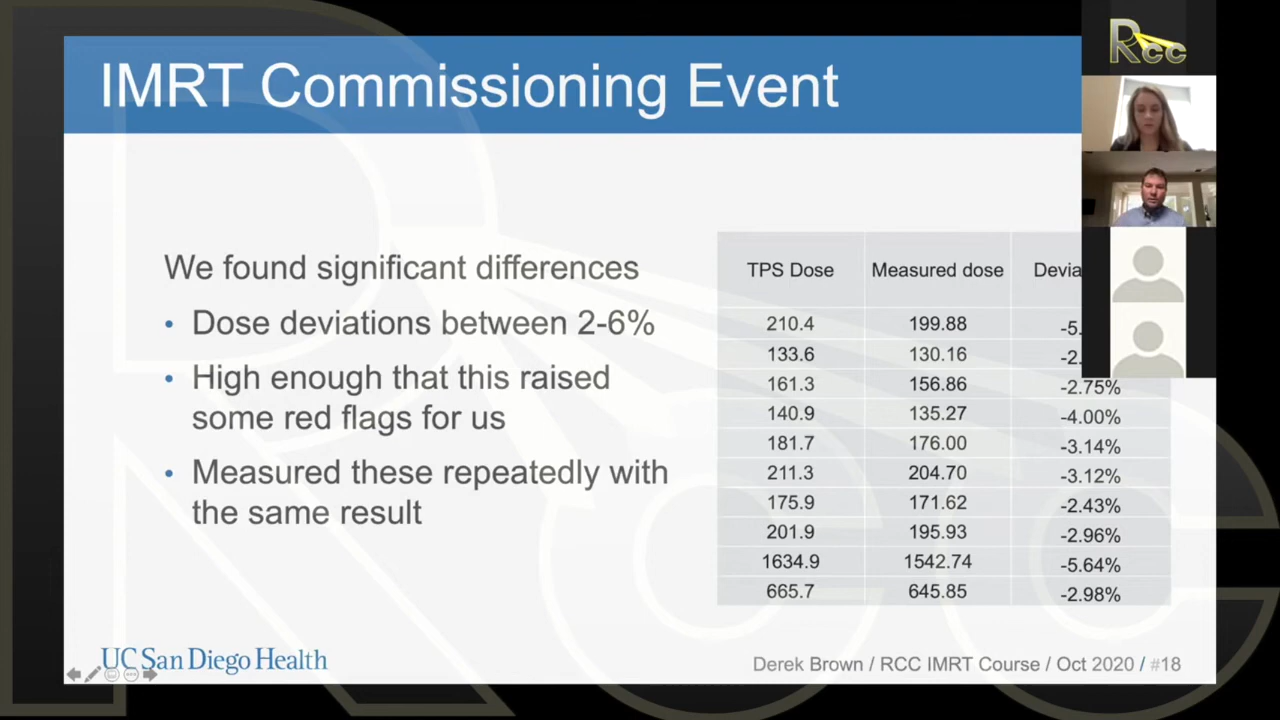 IMRT Commissioning Event
Rcc
We found significant differences
• Dose deviations between 2-6%
• High enough that this raised
some red flags for us
• Measured these repeatedly with
the same result
TPS Dose Measured dose
210.4 199.88 -5.
133.6 130.16 -2.
161.3 156.86 -2.75%
140.9 135.27 -4.00%
181.7 176.00 -3.14%
211.3 204.70 -3.12%
175.9 171.62 -2.43%
201.9 195.93 -2.96%
1634.9 1542.74 -5.64%
665.7 645.85 -2.98%
UC San Diego Health
Derek Brown / RCC IMRT Course / Oct 2020 / #18